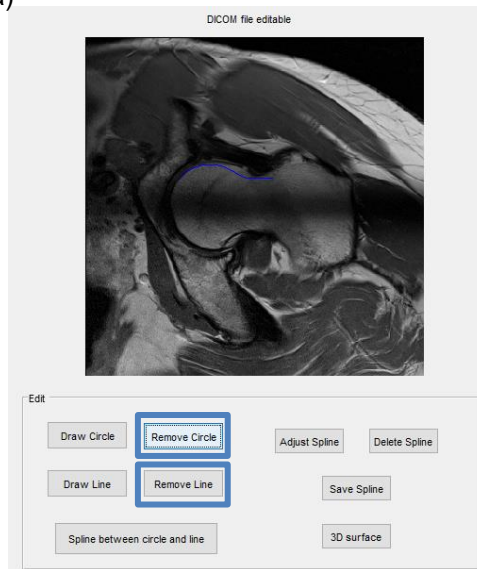 a)
DICOM file editable
Edit
Draw Circle Remove Circle Adjust Spline Delete Spline
Draw Line Remove Line Save Spline
Spline between circle and line 3D surface